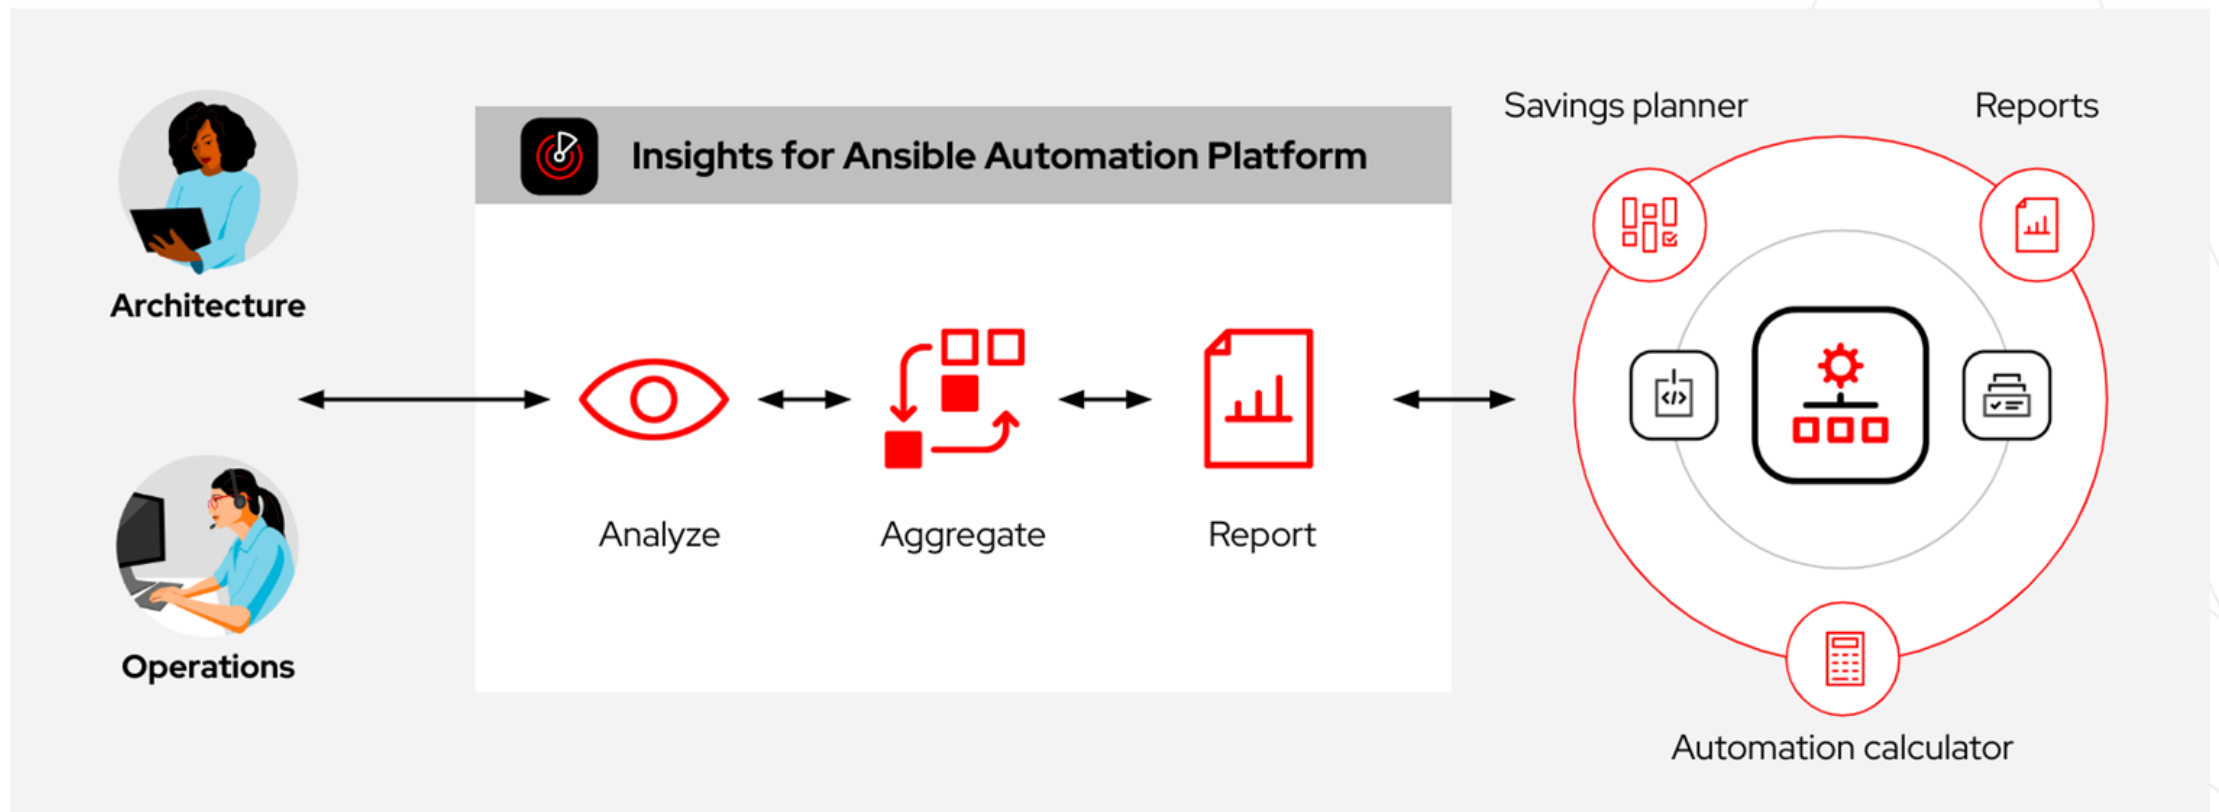 Architecture
Operations
Insights for Ansible Automation Platform
Analyze
Aggregate
Report
Savings planner
Reports
</>
Automation calculator